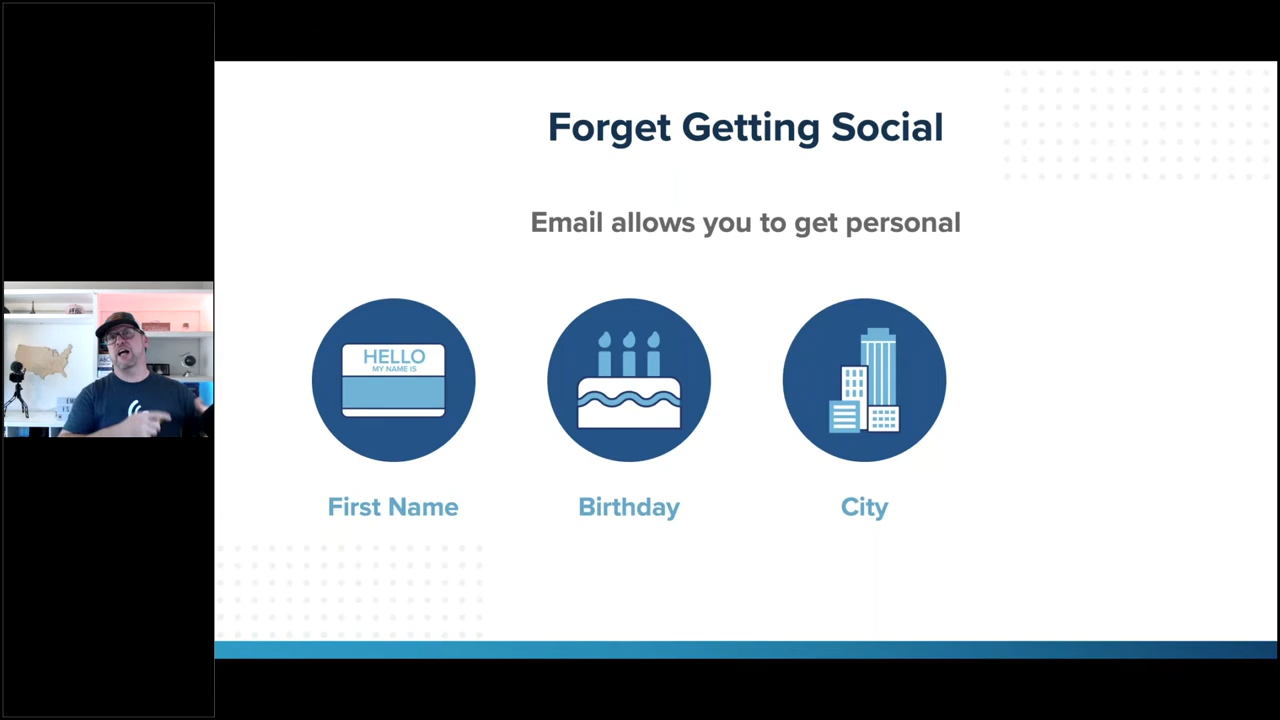 Forget Getting Social
Email allows you to get personal
HELLO
MY NAME IS
First Name
Birthday
City